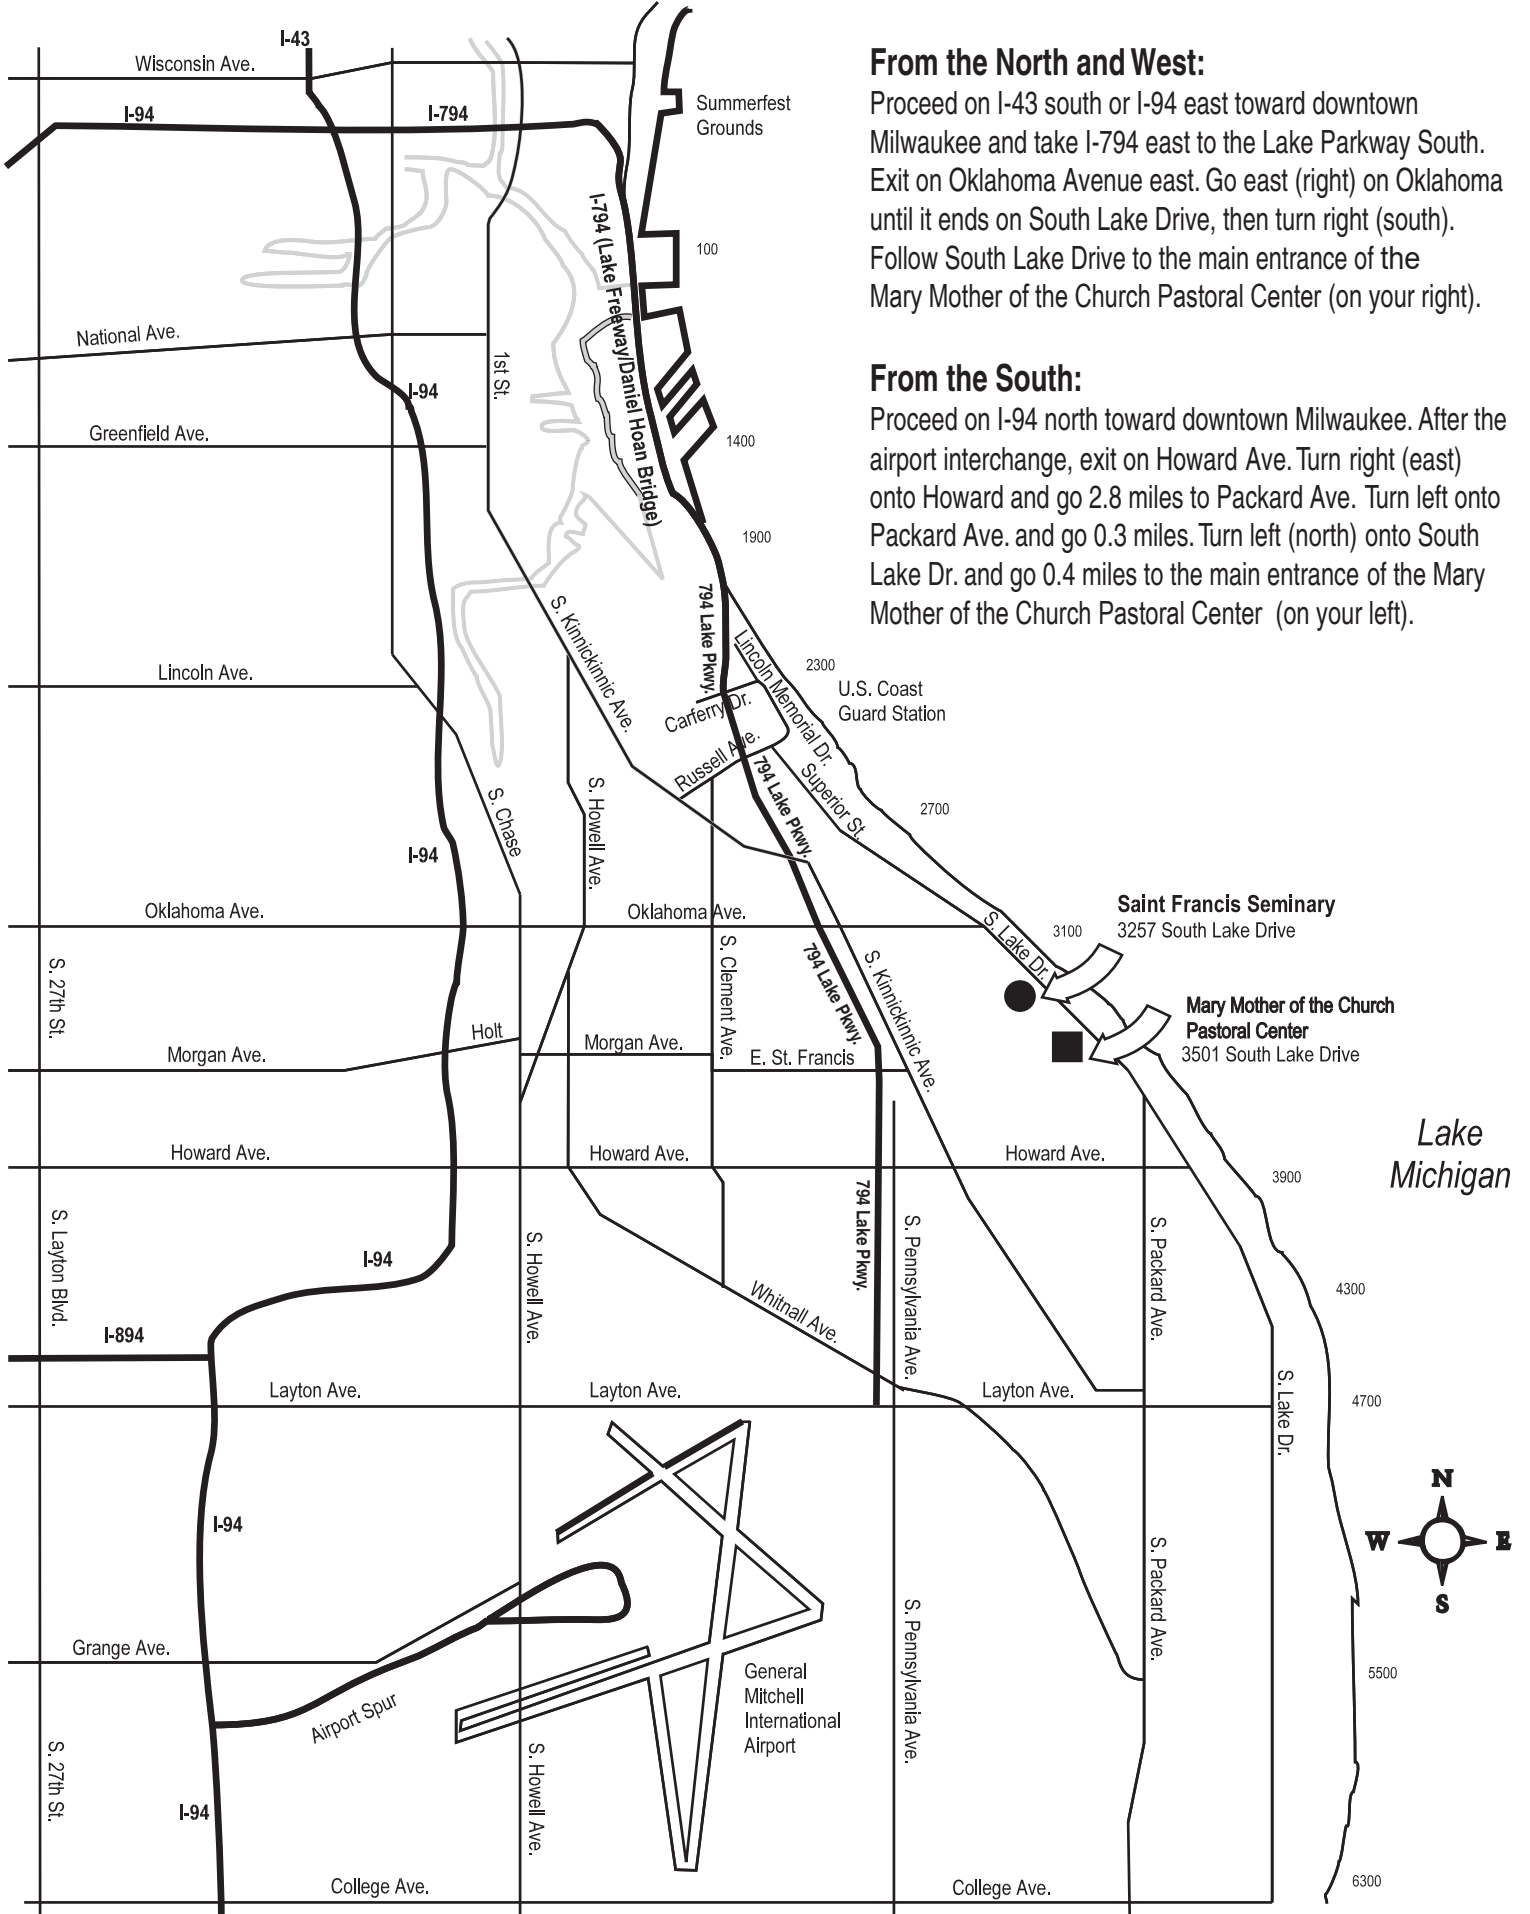 From the North and West:
Proceed on I-43 south or I-94 east toward downtown
Milwaukee and take I-794 east to the Lake Parkway South.
Exit on Oklahoma Avenue east. Go east (right) on Oklahoma
until it ends on South Lake Drive, then turn right (south).
Follow South Lake Drive to the main entrance of the
Mary Mother of the Church Pastoral Center (on your right).
From the South:
Proceed on I-94 north toward downtown Milwaukee. After the
airport interchange, exit on Howard Ave. Turn right (east)
onto Howard and go 2.8 miles to Packard Ave. Turn left onto
Packard Ave. and go 0.3 miles. Turn left (north) onto South
Lake Dr. and go 0.4 miles to the main entrance of the Mary
Mother of the Church Pastoral Center (on your left).
I-43
Wisconsin Ave.
I-94
I-794
Summerfest
Grounds
I-794 (Lake Freeway/Daniel Hoan Bridge)
100
National Ave.
1st St.
I-94
Greenfield Ave.
1400
1900
S. Kinnickinnic Ave.
794 Lake Pkwy.
Lincoln Memorial Dr.
2300
U.S. Coast
Guard Station
Lincoln Ave.
Carferry Dr.
Russell Ave.
794 Lake Pkwy.
Superior St.
S. Chase
S. Howell Ave.
2700
I-94
Oklahoma Ave.
Oklahoma Ave.
S. Lake Dr.
3100
Saint Francis Seminary
3257 South Lake Drive
S. 27th St.
S. Clement Ave.
794 Lake Pkwy.
S. Kinnickinnic Ave.
Mary Mother of the Church
Pastoral Center
3501 South Lake Drive
Holt
Morgan Ave.
Morgan Ave.
E. St. Francis
Lake
Michigan
Howard Ave.
Howard Ave.
Howard Ave.
3900
S. Layton Blvd.
I-94
S. Howell Ave.
794 Lake Pkwy.
S. Pennsylvania Ave.
S. Packard Ave.
4300
Whitnall Ave.
I-894
Layton Ave.
Layton Ave.
Layton Ave.
S. Lake Dr.
4700
N
W
E
S
I-94
S. Packard Ave.
S. Pennsylvania Ave.
Grange Ave.
Airport Spur
General
Mitchell
International
Airport
5500
S. 27th St.
S. Howell Ave.
I-94
College Ave.
College Ave.
6300